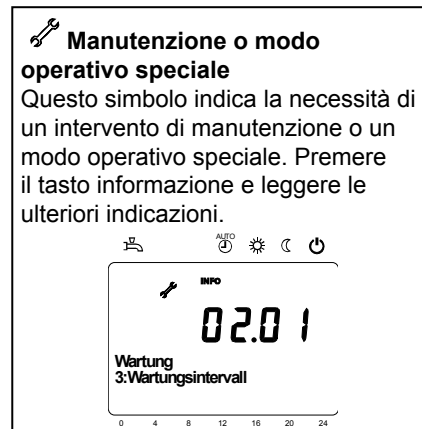 Manutenzione o modo
operativo speciale
Questo simbolo indica la necessità di
un intervento di manutenzione o un
modo operativo speciale. Premere
il tasto informazione e leggere le
ulteriori indicazioni.
AUTO
INFO
02.01
Wartung
3:Wartungsintervall
0 4 8 12 16 20 24